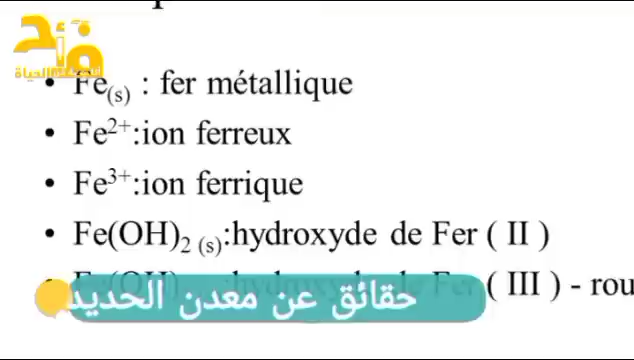 فائد
• Fe(s) : fer métallique
• Fe²⁺:ion ferreux
• Fe³⁺:ion ferrique
• Fe(OH)₂ (s):hydroxyde de Fer ( II )
( III ) - rou
حقائق عن معدن الحديد